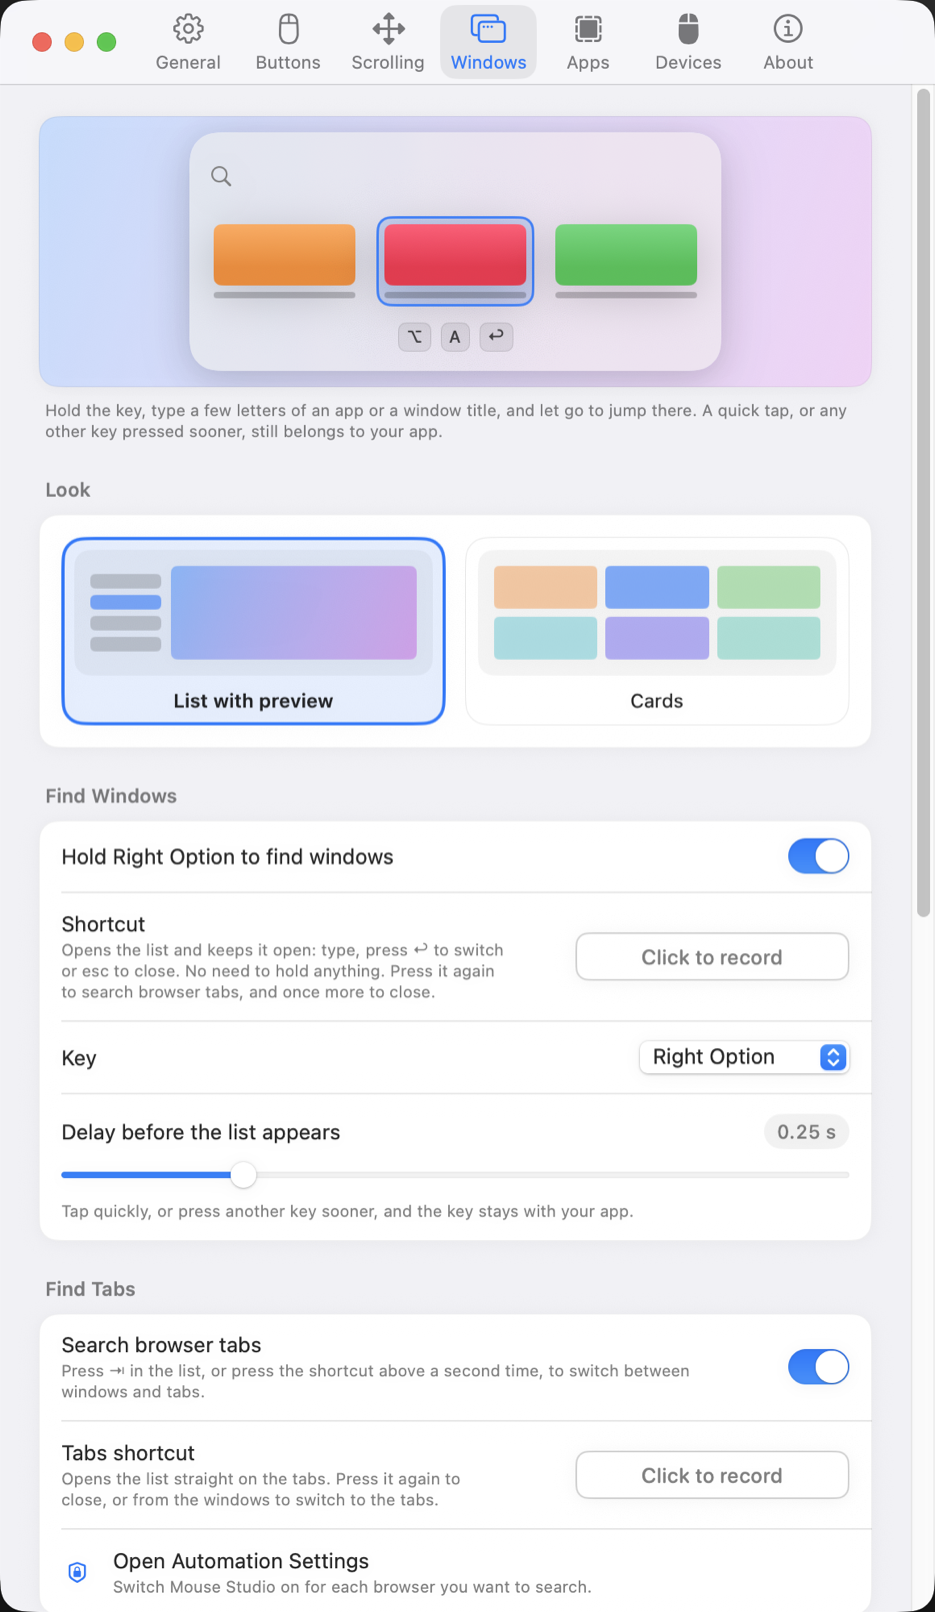 General
Buttons
Scrolling
Windows
Apps
Devices
About
⌥ A ↩
Hold the key, type a few letters of an app or a window title, and let go to jump there. A quick tap, or any
other key pressed sooner, still belongs to your app.
Look
List with preview
Cards
Find Windows
Hold Right Option to find windows
Shortcut
Opens the list and keeps it open: type, press ↩ to switch
or esc to close. No need to hold anything. Press it again
to search browser tabs, and once more to close.
Click to record
Key
Right Option
Delay before the list appears
0.25 s
Tap quickly, or press another key sooner, and the key stays with your app.
Find Tabs
Search browser tabs
Press ⇥ in the list, or press the shortcut above a second time, to switch between
windows and tabs.
Tabs shortcut
Opens the list straight on the tabs. Press it again to
close, or from the windows to switch to the tabs.
Click to record
Open Automation Settings
Switch Mouse Studio on for each browser you want to search.